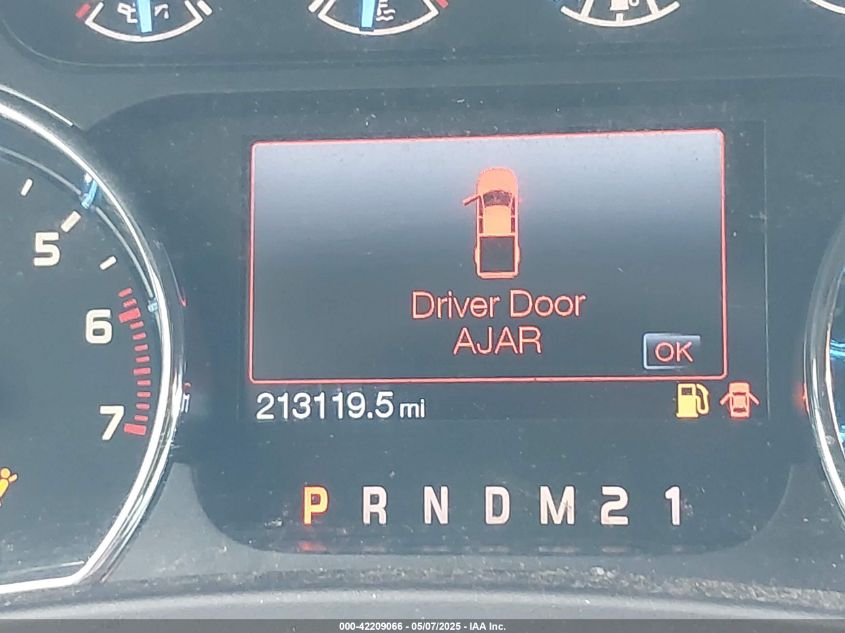 5
6
7
Driver Door
AJAR
OK
213119.5 mi
P R N D M 2 1
000-42209066 - 05/07/2025 - IAA Inc.